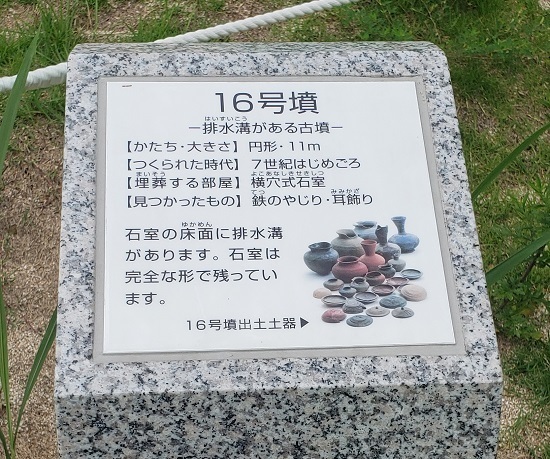 16号墳
はいすいこう
－排水溝がある古墳－
【かたち・大きさ】円形・11m
【つくられた時代】7世紀はじめごろ
まいそう よこあなしきせきしつ
【埋葬する部屋】横穴式石室
てつ みみかざ
【見つかったもの】鉄のやじり・耳飾り
ゆかめん
石室の床面に排水溝
があります。石室は
完全な形で残ってい
ます。
16号墳出土土器▶